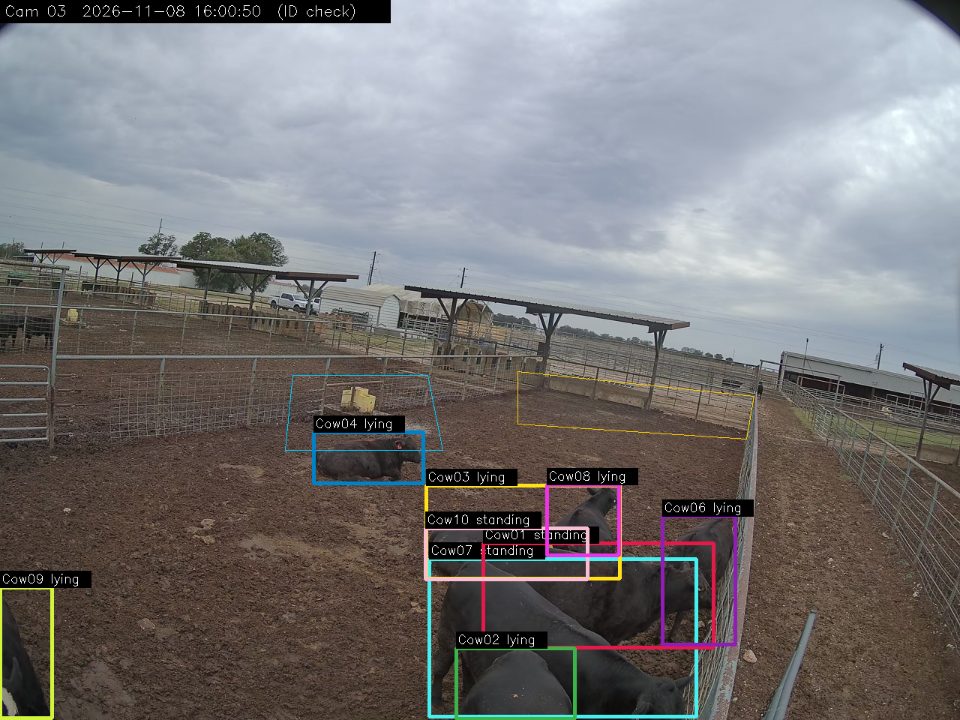 Cam 03 2026-11-08 16:00:50 (ID check)
Cow04 lying
Cow03 lying
Cow08 lying
Cow06 lying
Cow10 standing
Cow01 standing
Cow07 standing
Cow09 lying
Cow02 lying